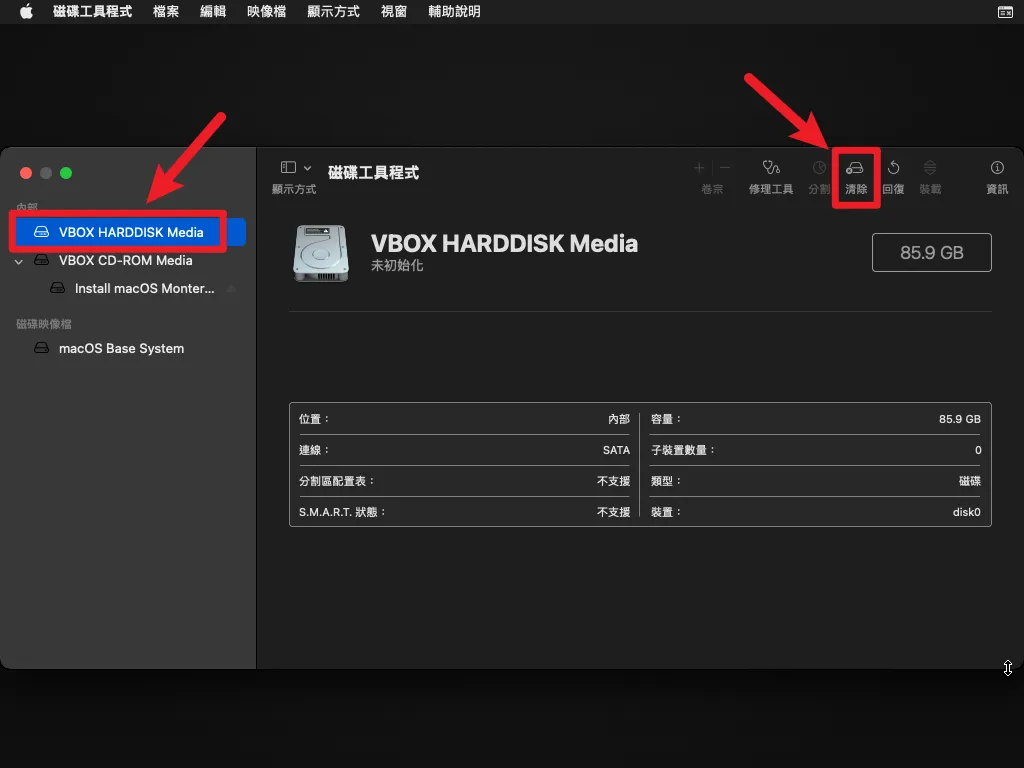 磁碟工具程式 檔案 編輯 映像檔 顯示方式 視窗 輔助說明
磁碟工具程式
顯示方式
卷宗 修理工具 分割 清除 回復 裝載 資訊
內部
VBOX HARDDISK Media
VBOX CD-ROM Media
Install macOS Monter...
磁碟映像檔
macOS Base System
VBOX HARDDISK Media
未初始化
85.9 GB
位置： 內部
連線： SATA
分割區配置表： 不支援
S.M.A.R.T. 狀態： 不支援
容量： 85.9 GB
子裝置數量： 0
類型： 磁碟
裝置： disk0